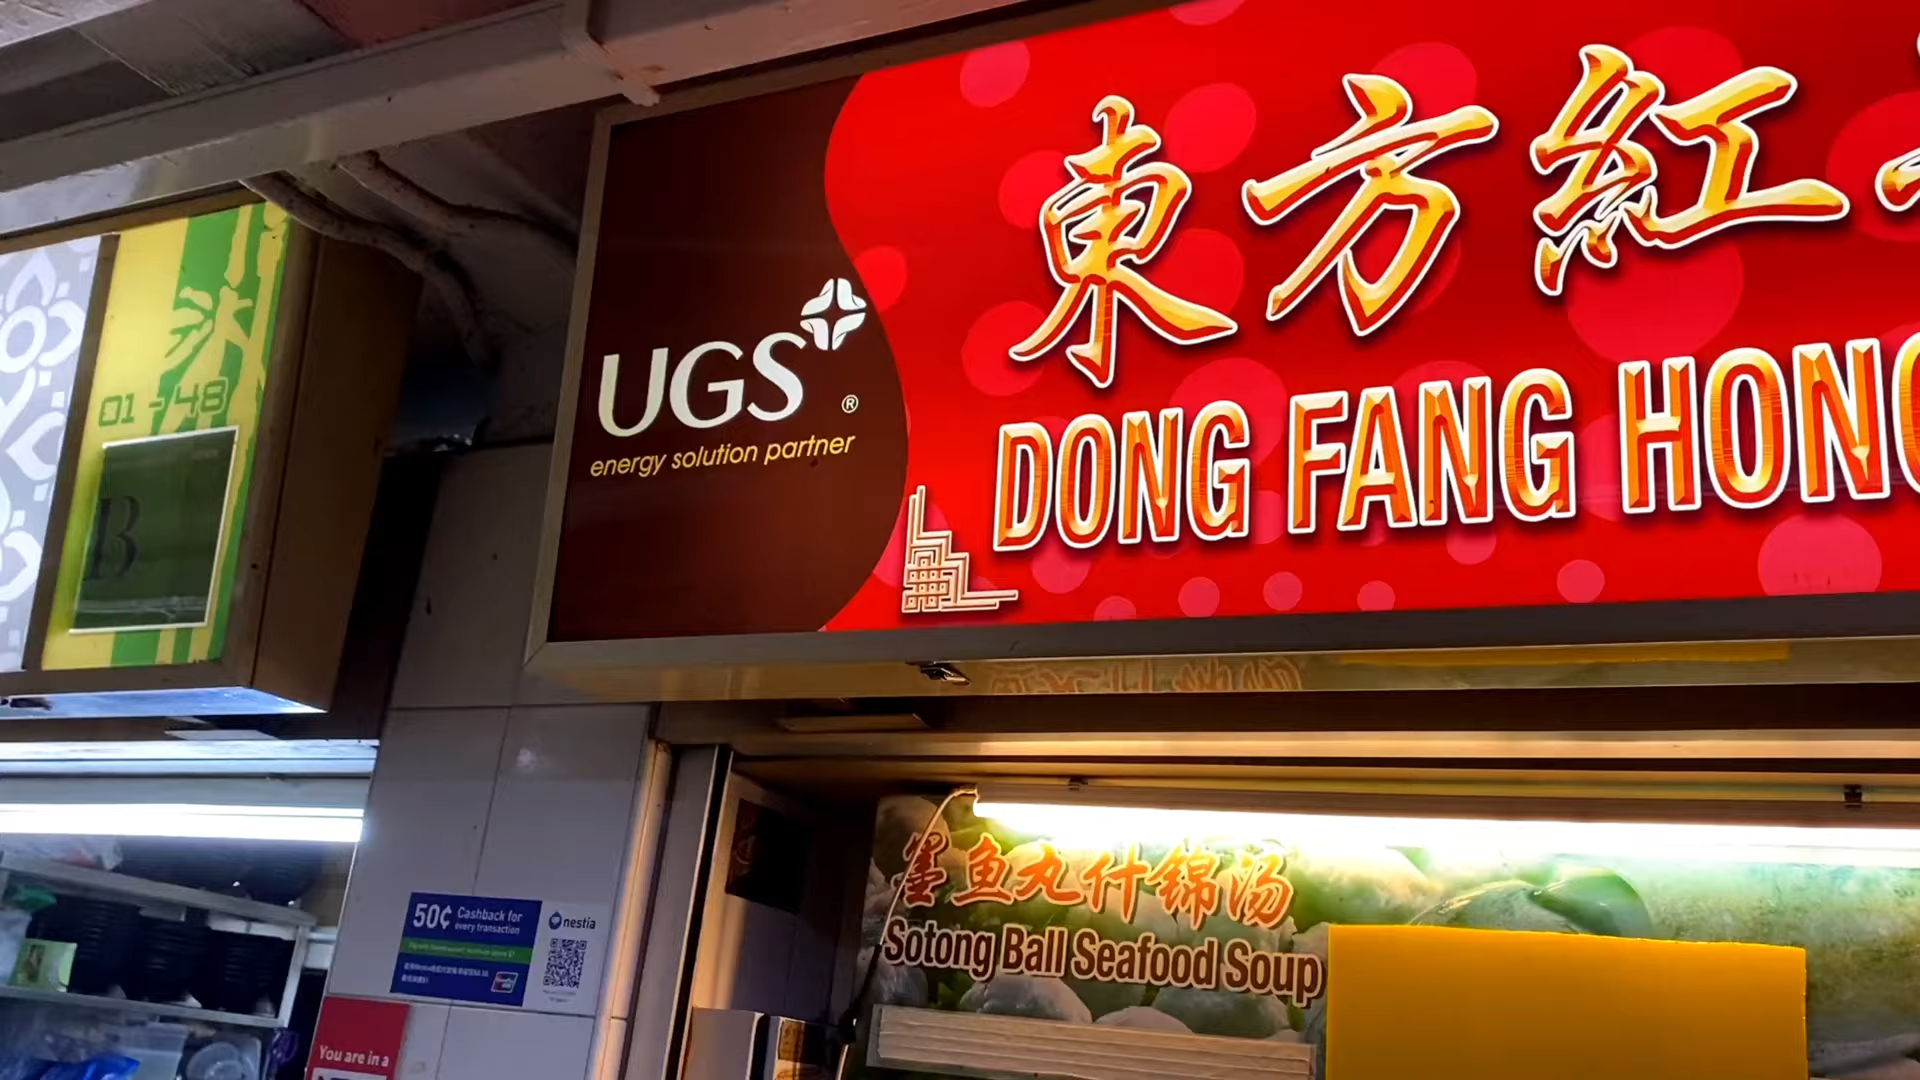 東方紅
DONG FANG HONG
UGS
®
energy solution partner
01-48
B
墨鱼丸什锦汤
Sotong Ball Seafood Soup
50¢ Cashback for
every transaction
nestia
You are in a